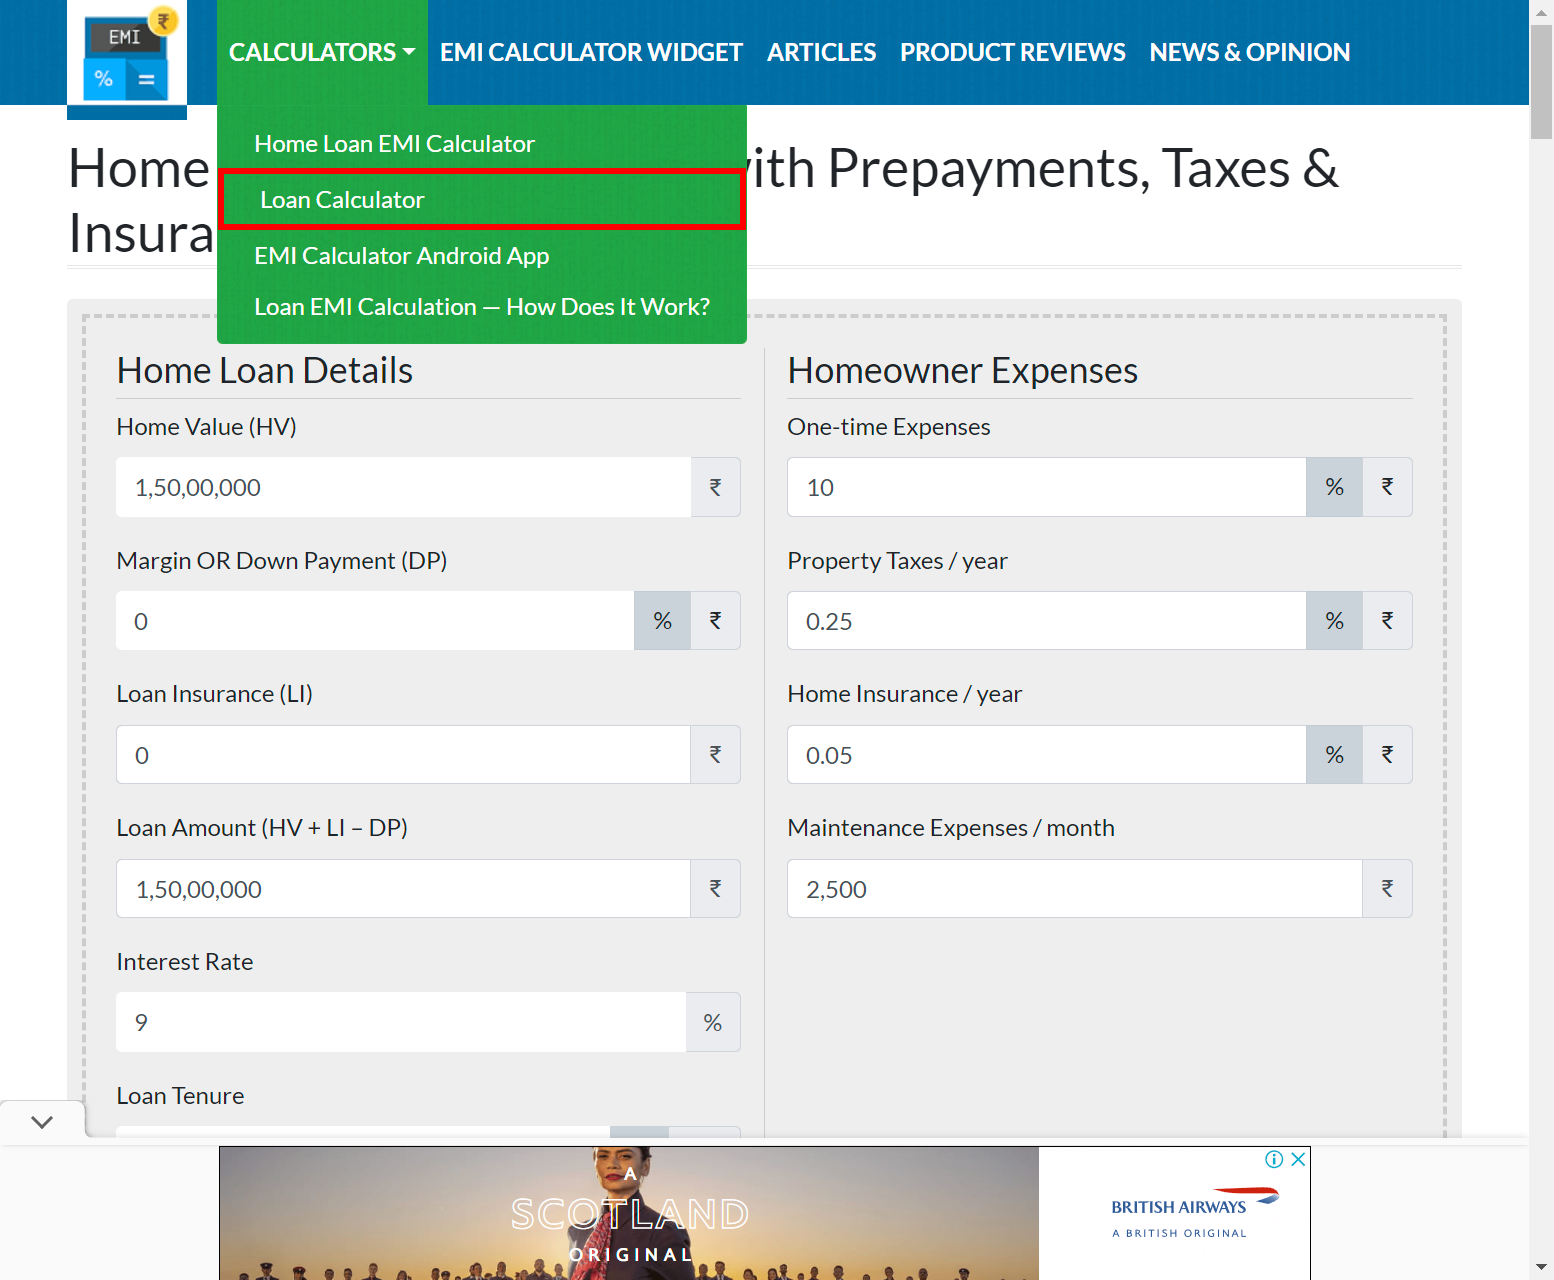 EMI
₹
%
=
CALCULATORS
EMI CALCULATOR WIDGET
ARTICLES
PRODUCT REVIEWS
NEWS & OPINION
Home Loan EMI Calculator
Loan Calculator
EMI Calculator Android App
Loan EMI Calculation — How Does It Work?
Home
ith Prepayments, Taxes &
Insura
Home Loan Details
Home Value (HV)
1,50,00,000 ₹
Margin OR Down Payment (DP)
0 % ₹
Loan Insurance (LI)
0 ₹
Loan Amount (HV + LI – DP)
1,50,00,000 ₹
Interest Rate
9 %
Loan Tenure
Homeowner Expenses
One-time Expenses
10 % ₹
Property Taxes / year
0.25 % ₹
Home Insurance / year
0.05 % ₹
Maintenance Expenses / month
2,500 ₹
A
SCOTLAND
ORIGINAL
BRITISH AIRWAYS
A BRITISH ORIGINAL